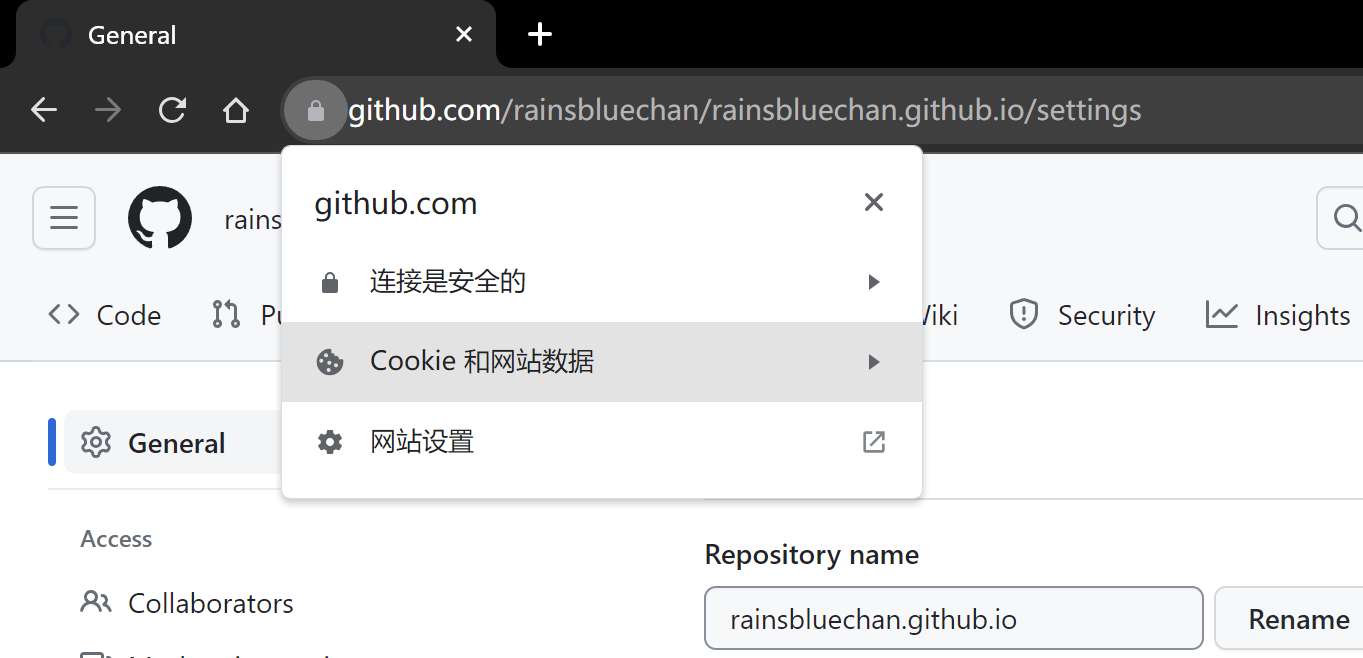 General
github.com/rainsbluechan/rainsbluechan.github.io/settings
github.com
连接是安全的
Cookie 和网站数据
网站设置
rains
Code
Security
Insights
General
Access
Collaborators
Repository name
rainsbluechan.github.io
Rename